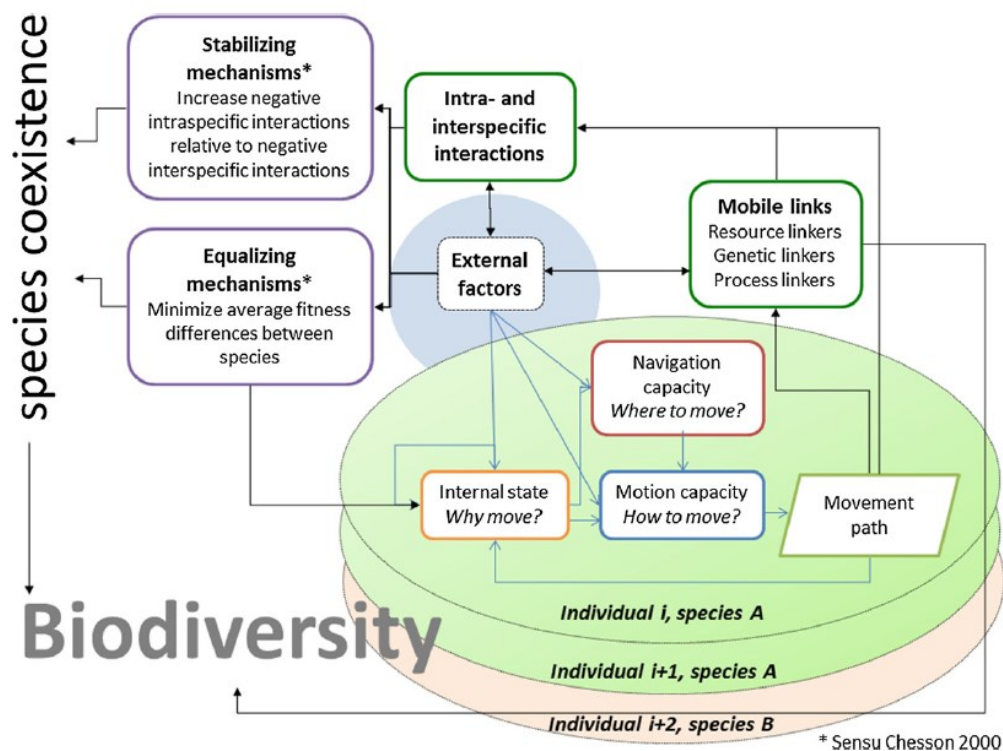 species coexistence
Stabilizing
mechanisms*
Increase negative
intraspecific interactions
relative to negative
interspecific interactions
Intra- and
interspecific
interactions
Mobile links
Resource linkers
Genetic linkers
Process linkers
Equalizing
mechanisms*
Minimize average fitness
differences between
species
External
factors
Navigation
capacity
Where to move?
Internal state
Why move?
Motion capacity
How to move?
Movement
path
Biodiversity
Individual i, species A
Individual i+1, species A
Individual i+2, species B
* Sensu Chesson 2000